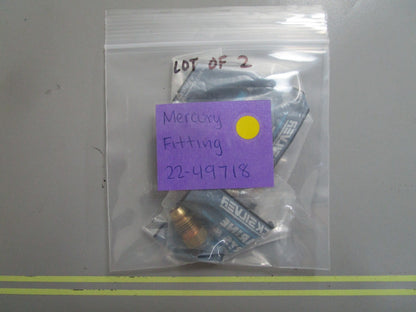 LOT OF 2
Mercury
Fitting
22-49718